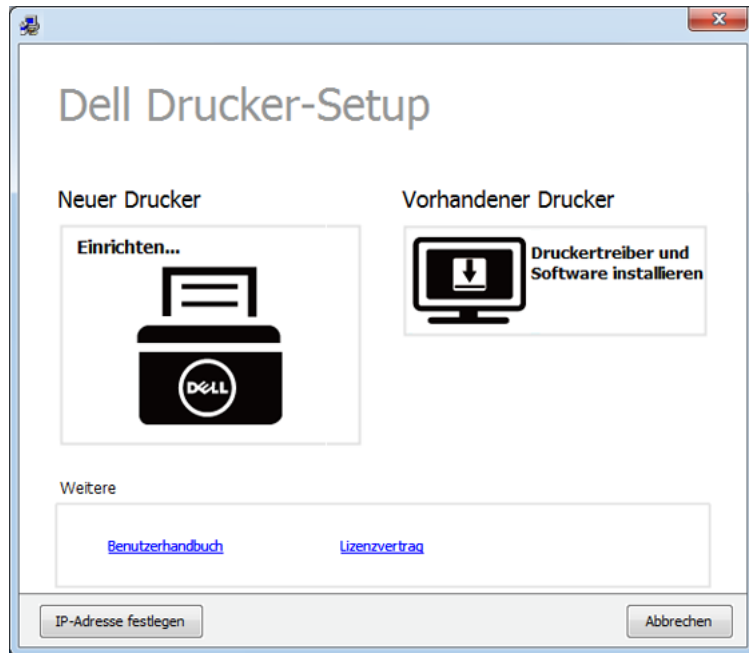 Dell Drucker-Setup
Neuer Drucker
Einrichten...
DELL
Vorhandener Drucker
Druckertreiber und
Software installieren
Weitere
Benutzerhandbuch
Lizenzvertrag
IP-Adresse festlegen
Abbrechen